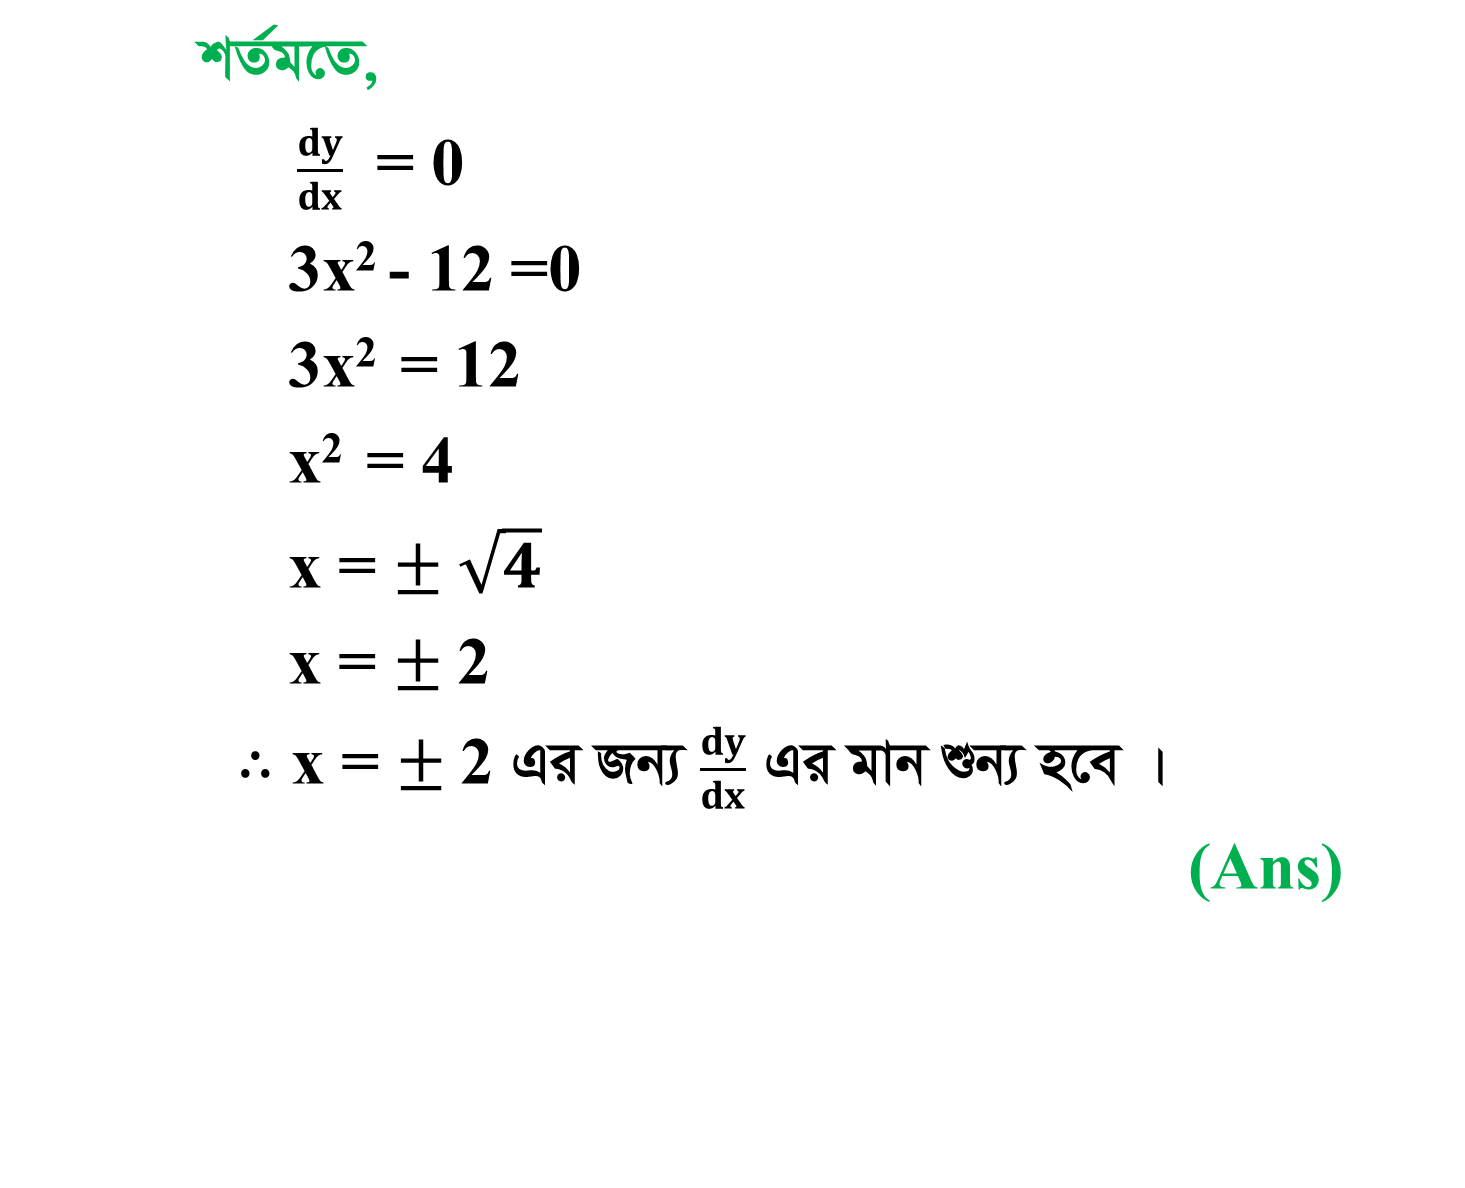 শর্তমতে,
dy/dx = 0
3x² - 12 =0
3x² = 12
x² = 4
x = ± √4
x = ± 2
∴ x = ± 2 এর জন্য dy/dx এর মান শুন্য হবে ।
(Ans)